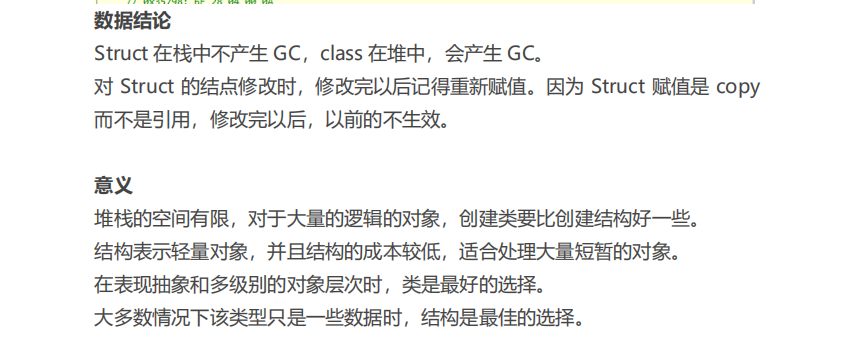 数据结论
Struct 在栈中不产生 GC，class 在堆中，会产生 GC。
对 Struct 的结点修改时，修改完以后记得重新赋值。因为 Struct 赋值是 copy
而不是引用，修改完以后，以前的不生效。
意义
堆栈的空间有限，对于大量的逻辑的对象，创建类要比创建结构好一些。
结构表示轻量对象，并且结构的成本较低，适合处理大量短暂的对象。
在表现抽象和多级别的对象层次时，类是最好的选择。
大多数情况下该类型只是一些数据时，结构是最佳的选择。